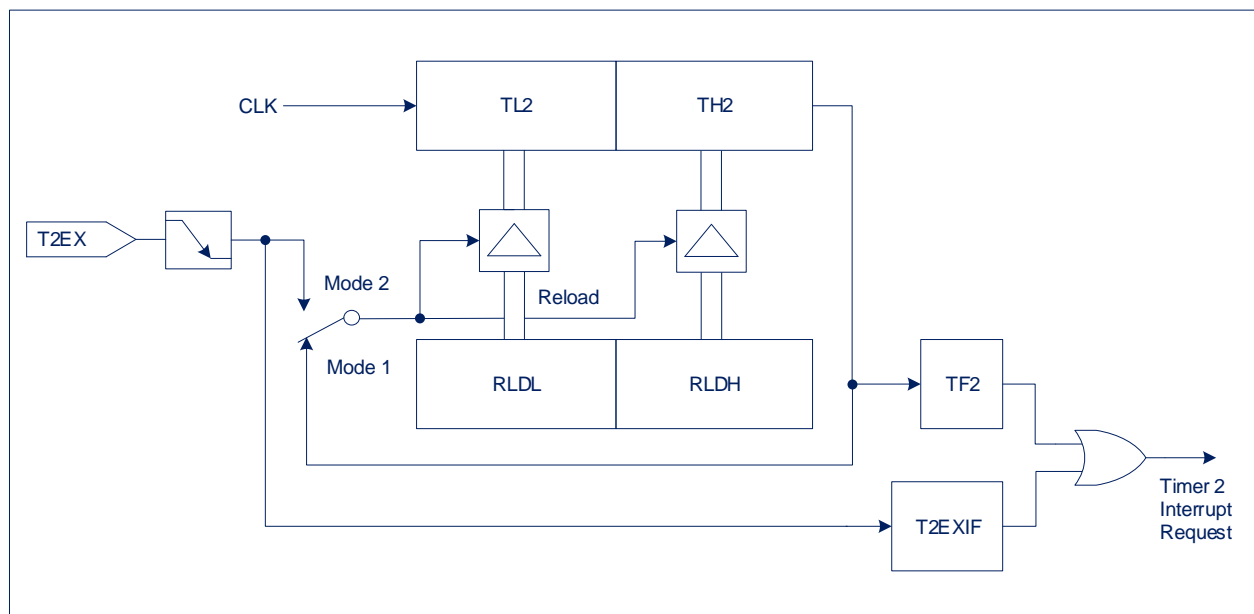 TL2
TH2
CLK
T2EX
Mode 2
Reload
Mode 1
RLDL
RLDH
TF2
T2EXIF
Timer 2
Interrupt
Request